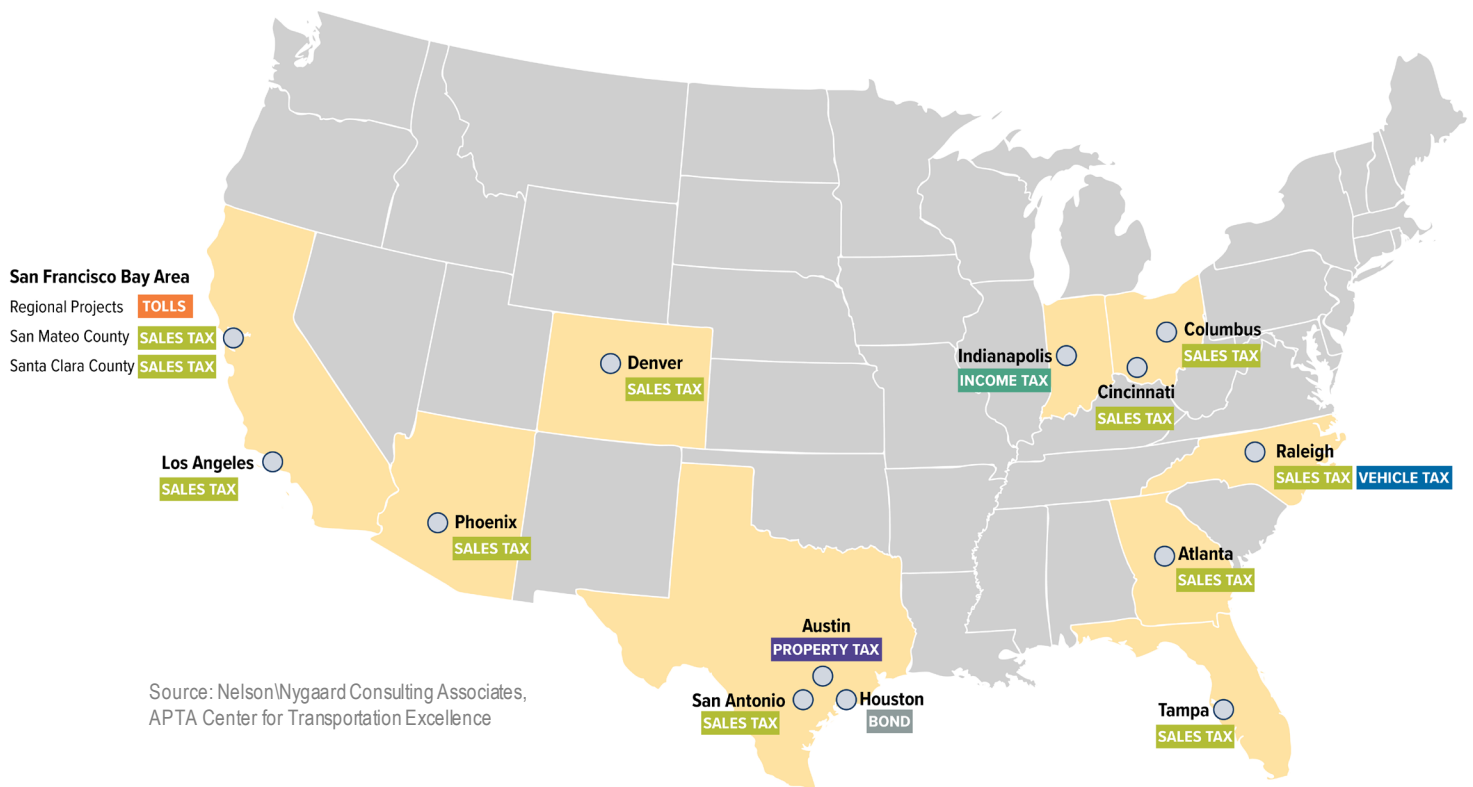 San Francisco Bay Area
Regional Projects TOLLS
San Mateo County SALES TAX
Santa Clara County SALES TAX
Los Angeles
SALES TAX
Phoenix
SALES TAX
Denver
SALES TAX
Austin
PROPERTY TAX
San Antonio
SALES TAX
Houston
BOND
Indianapolis
INCOME TAX
Columbus
SALES TAX
Cincinnati
SALES TAX
Raleigh
SALES TAX VEHICLE TAX
Atlanta
SALES TAX
Tampa
SALES TAX
Source: Nelson\Nygaard Consulting Associates,
APTA Center for Transportation Excellence